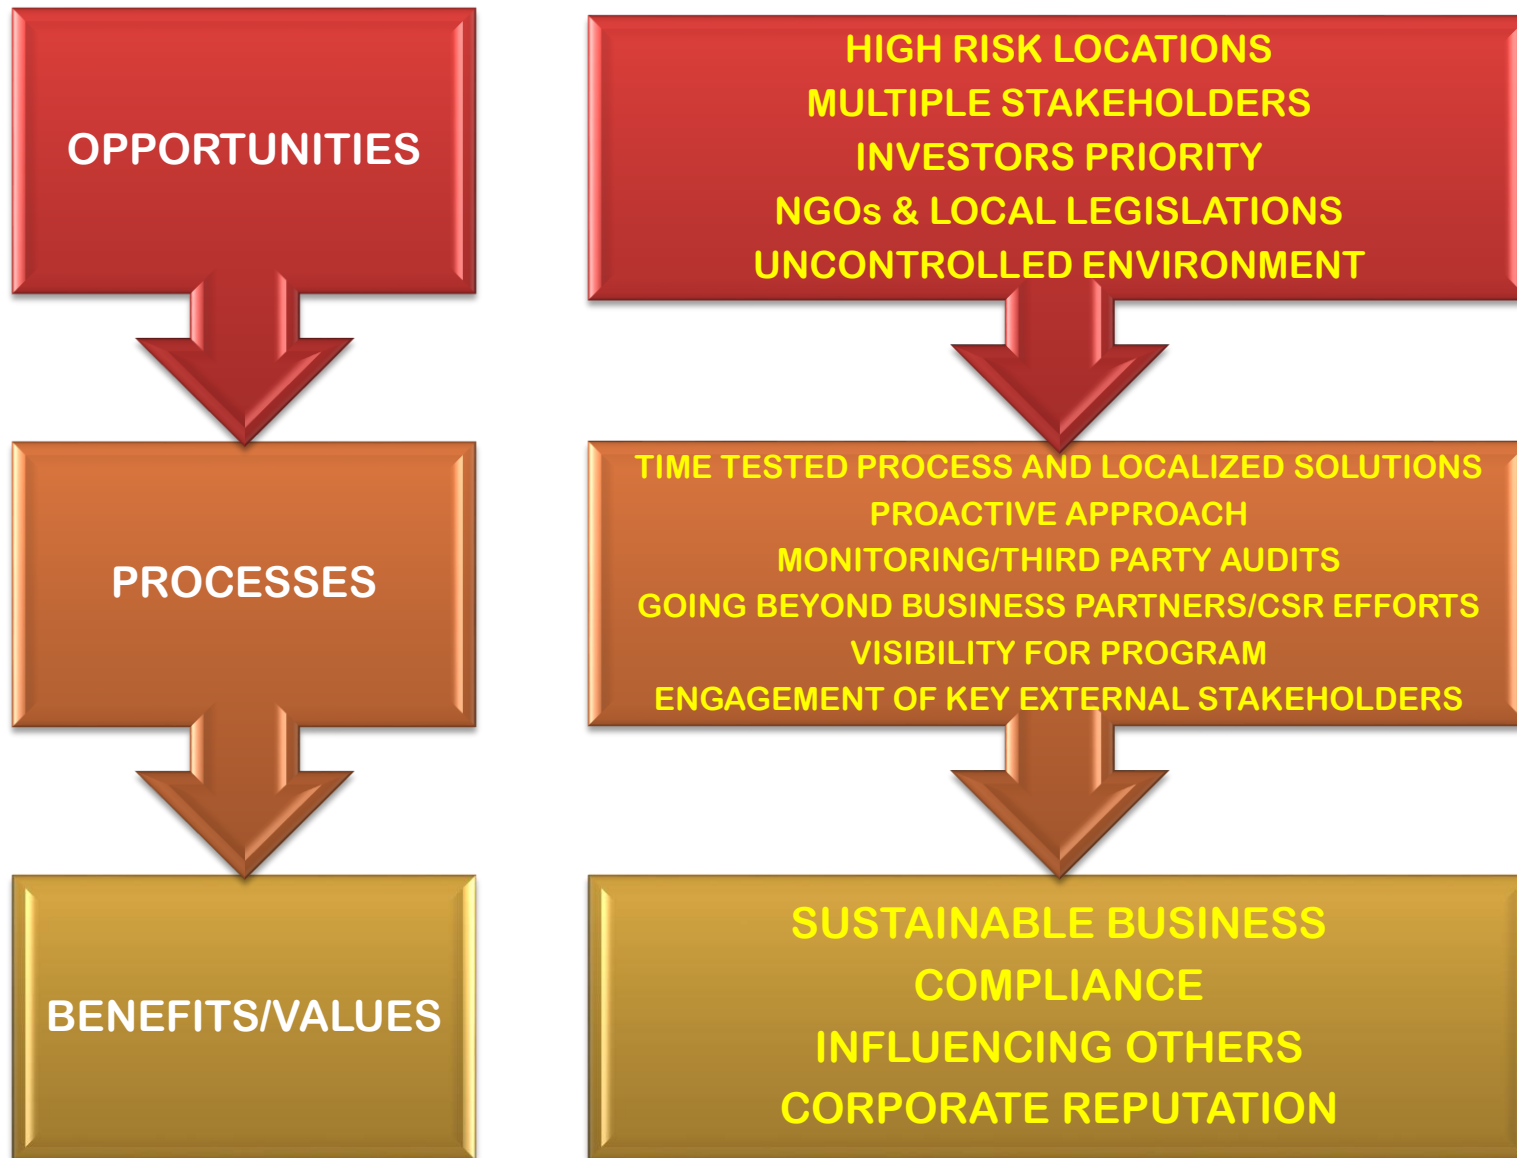 OPPORTUNITIES
HIGH RISK LOCATIONS
MULTIPLE STAKEHOLDERS
INVESTORS PRIORITY
NGOs & LOCAL LEGISLATIONS
UNCONTROLLED ENVIRONMENT
PROCESSES
TIME TESTED PROCESS AND LOCALIZED SOLUTIONS
PROACTIVE APPROACH
MONITORING/THIRD PARTY AUDITS
GOING BEYOND BUSINESS PARTNERS/CSR EFFORTS
VISIBILITY FOR PROGRAM
ENGAGEMENT OF KEY EXTERNAL STAKEHOLDERS
BENEFITS/VALUES
SUSTAINABLE BUSINESS
COMPLIANCE
INFLUENCING OTHERS
CORPORATE REPUTATION